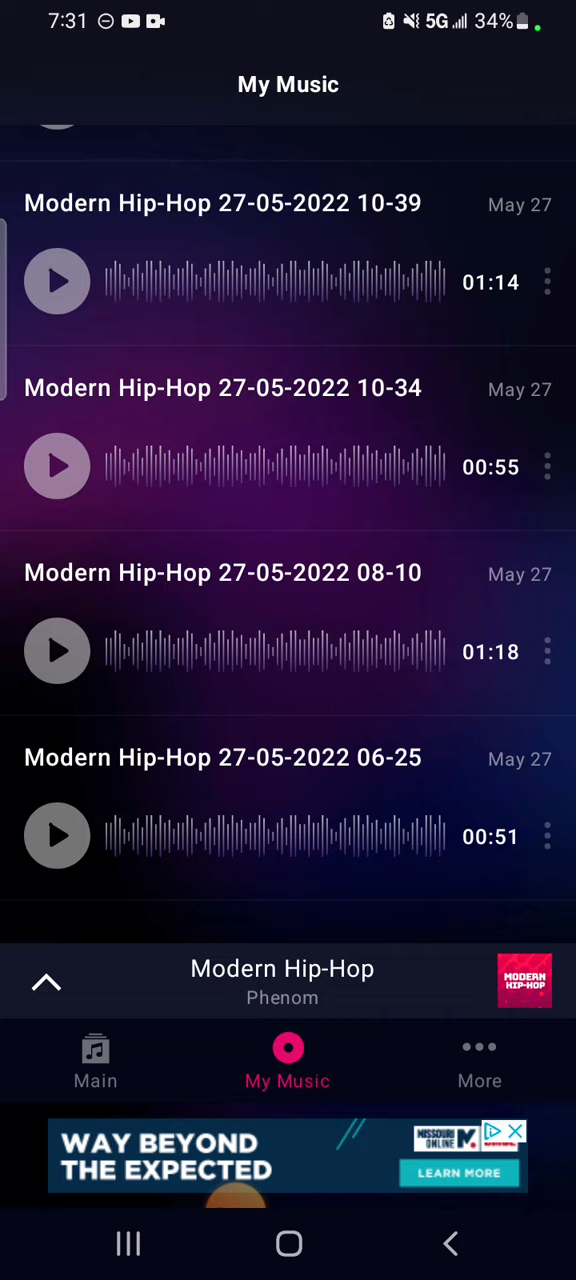 7:31
5G
34%
My Music
Modern Hip-Hop 27-05-2022 10-39
May 27
01:14
Modern Hip-Hop 27-05-2022 10-34
May 27
00:55
Modern Hip-Hop 27-05-2022 08-10
May 27
01:18
Modern Hip-Hop 27-05-2022 06-25
May 27
00:51
Modern Hip-Hop
Phenom
MODERN
HIP-HOP
Main
My Music
More
WAY BEYOND
THE EXPECTED
MISSOURI
ONLINE
M
LEARN MORE